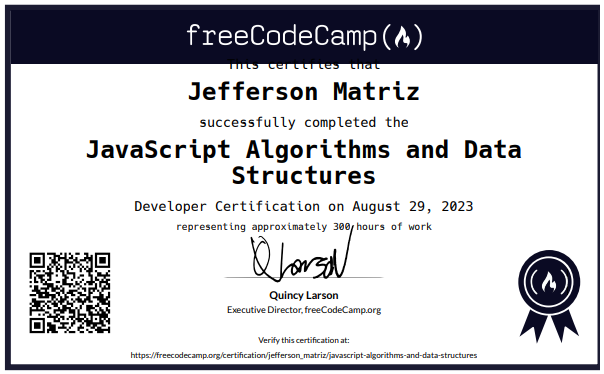 freeCodeCamp(🔥)
This certifies that
Jefferson Matriz
successfully completed the
JavaScript Algorithms and Data
Structures
Developer Certification on August 29, 2023
representing approximately 300 hours of work
Q Larson
Quincy Larson
Executive Director, freeCodeCamp.org
Verify this certification at:
https://freecodecamp.org/certification/jefferson_matriz/javascript-algorithms-and-data-structures